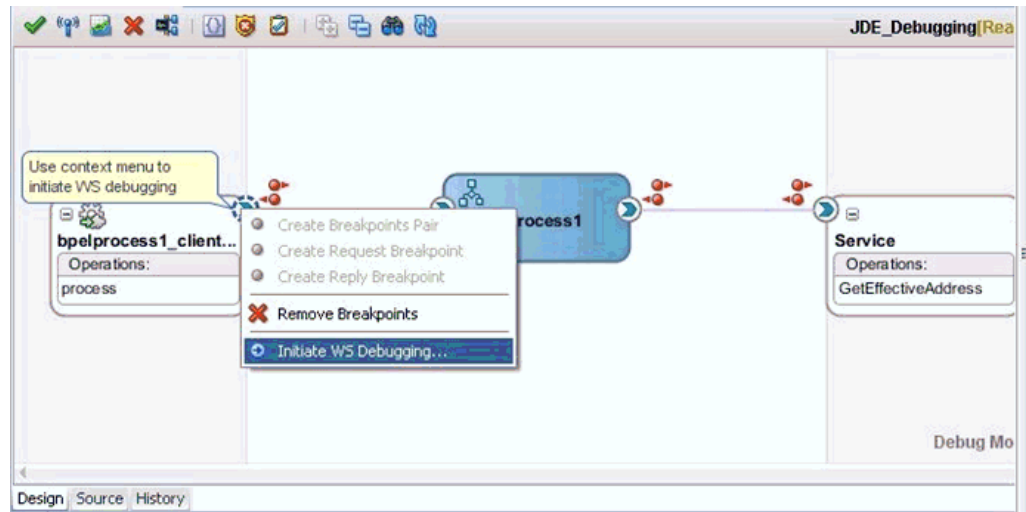 JDE_Debugging[Rea
Use context menu to
initiate WS debugging
bpelprocess1_client...
Operations:
process
Create Breakpoints Pair
Create Request Breakpoint
Create Reply Breakpoint
Remove Breakpoints
Initiate WS Debugging...
rocess1
Service
Operations:
GetEffectiveAddress
Debug Mo
Design Source History